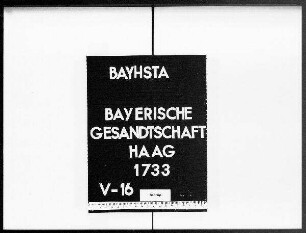 BAYHSTA
BAYERISCHE
GESANDTSCHAFT
HAAG
1733
V-16